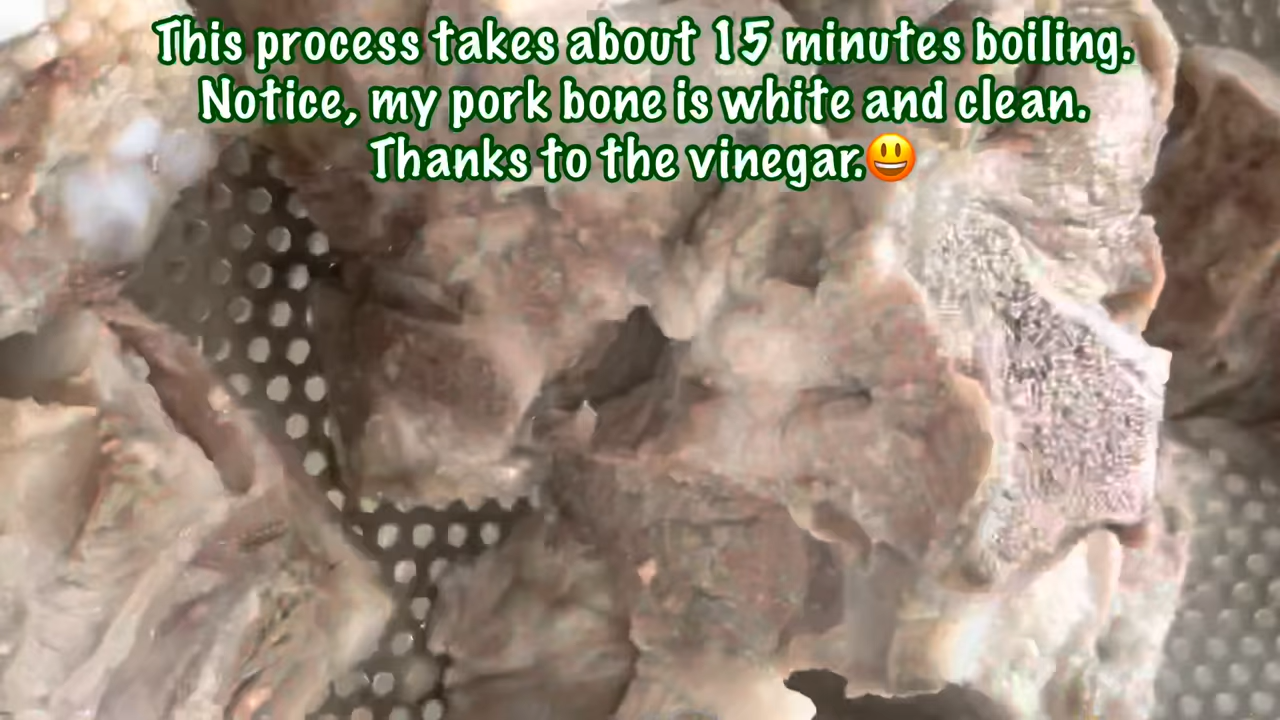 This process takes about 15 minutes boiling.
Notice, my pork bone is white and clean.
Thanks to the vinegar.😃